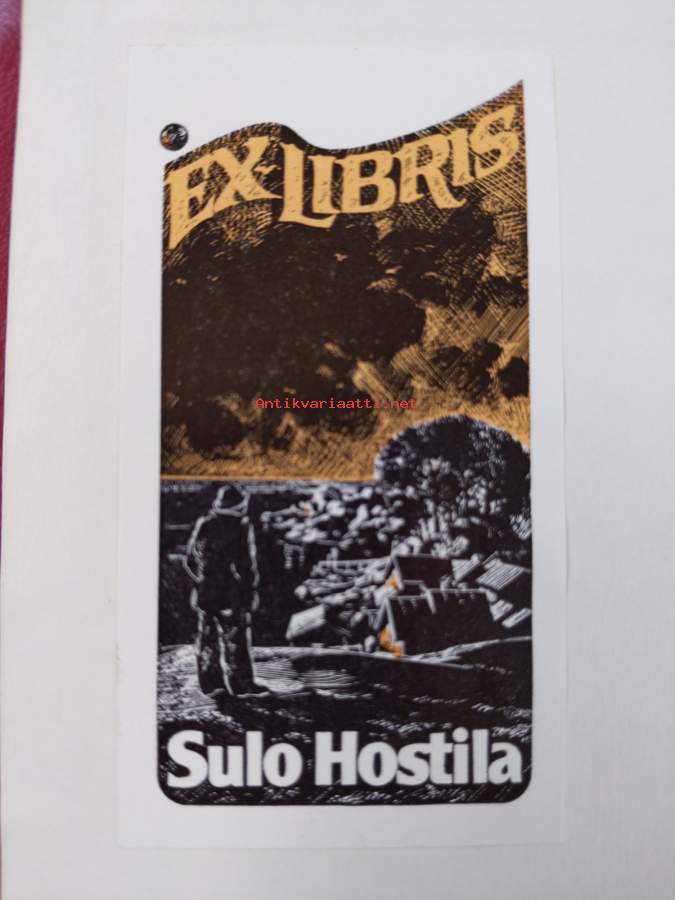 EX-LIBRIS
Antikvariaatti.net
Sulo Hostila